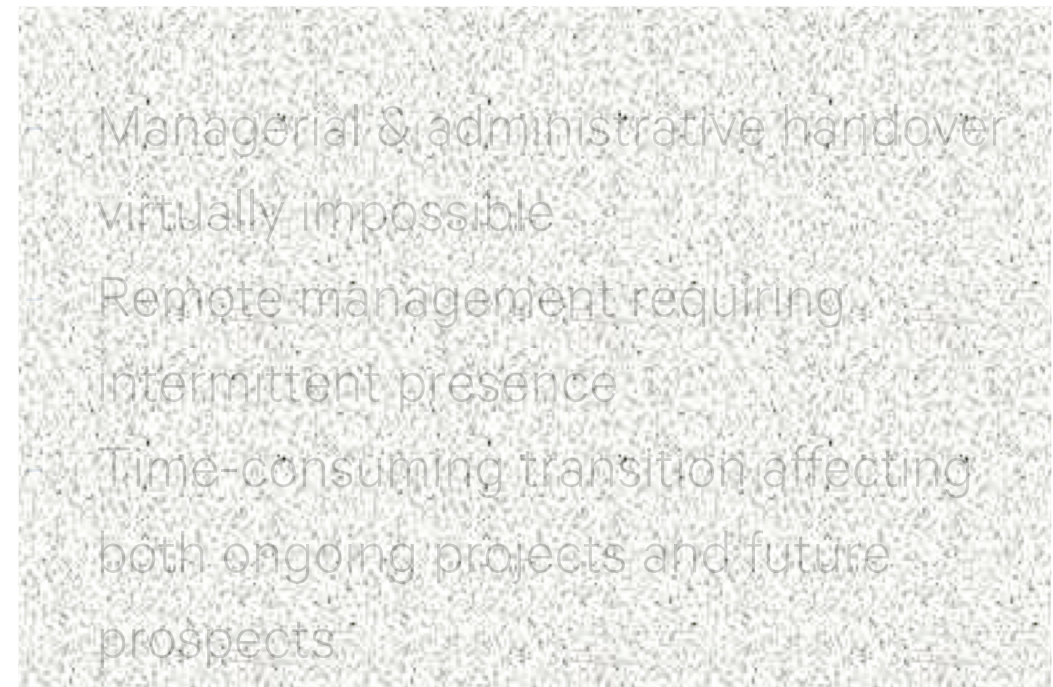 Managerial & administrative handover
virtually impossible
Remote management requiring
intermittent presence
Time-consuming transition affecting
both ongoing projects and future
prospects